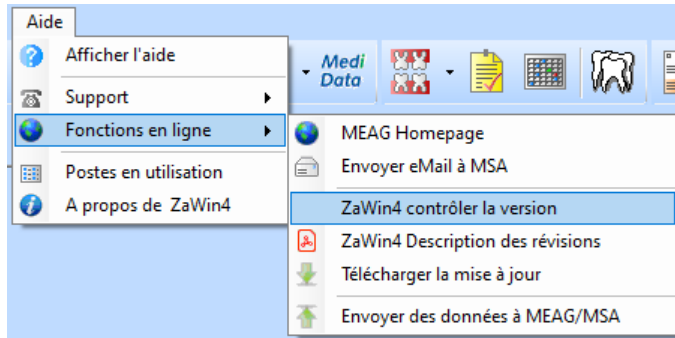 Aide
Afficher l'aide
Support
Fonctions en ligne
Postes en utilisation
A propos de ZaWin4
Medi
Data
MEAG Homepage
Envoyer eMail à MSA
ZaWin4 contrôler la version
ZaWin4 Description des révisions
Télécharger la mise à jour
Envoyer des données à MEAG/MSA